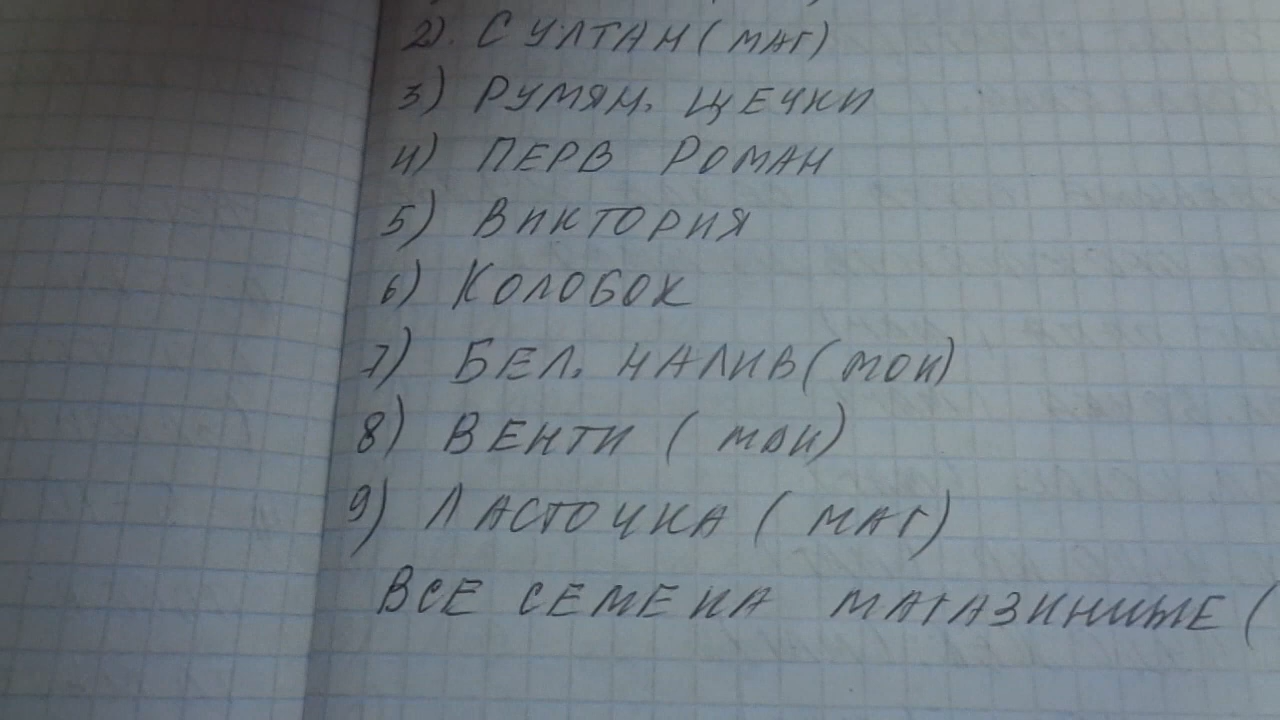 2). СУЛТАН (МАГ)
3) РУМЯН. ЩЕЧКИ
4) ПЕРВ РОМАН
5) ВИКТОРИЯ
6) КОЛОБОК
7) БЕЛ. НАЛИВ (МОИ)
8) ВЕНТИ (МОИ)
9) ЛАСТОЧКА (МАГ)
ВСЕ СЕМЕНА МАГАЗИННЫЕ (